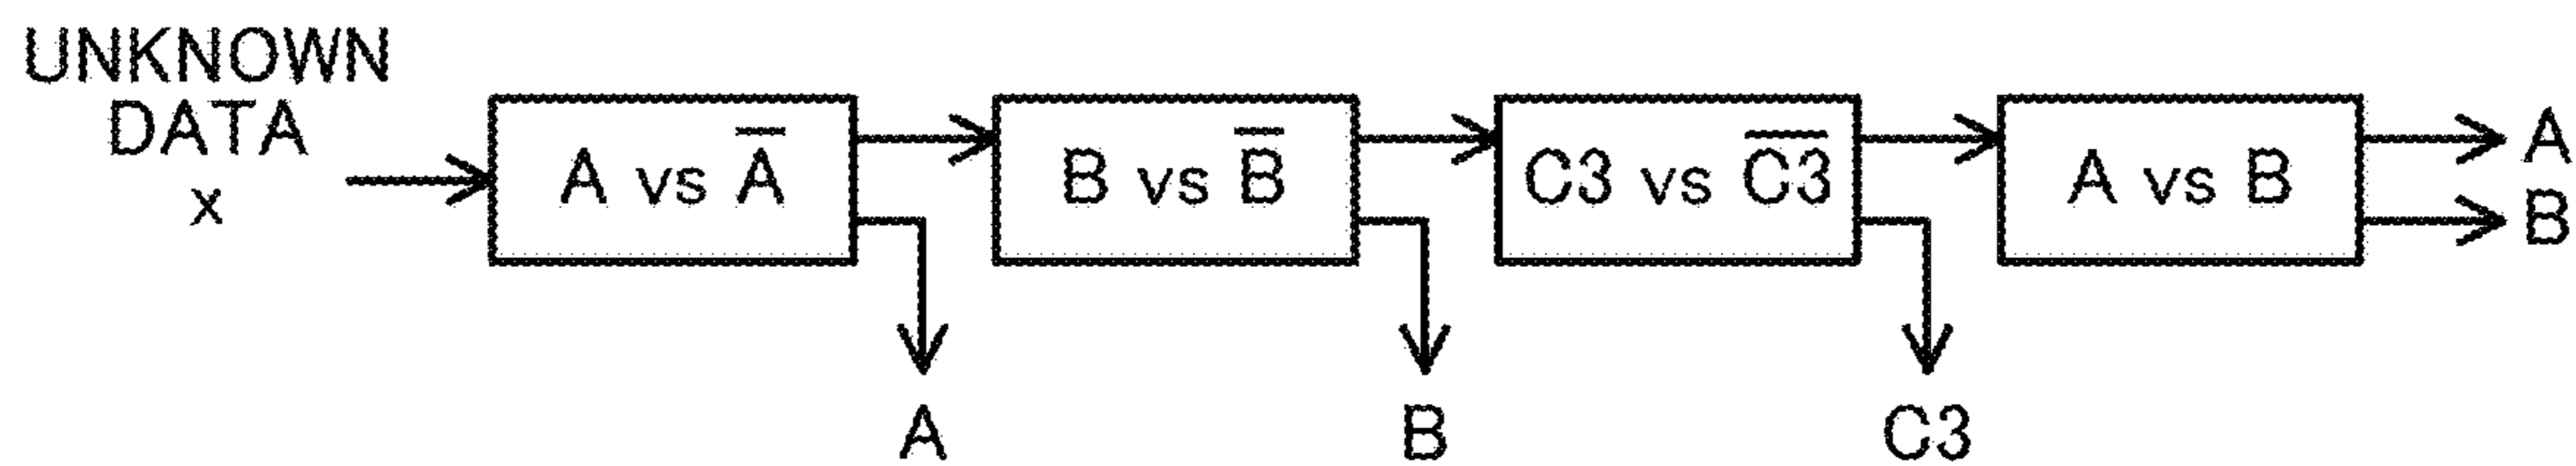 UNKNOWN
DATA
x
A vs A̅
B vs B̅
C3 vs C̅3̅
A vs B
A
B
A
B
C3